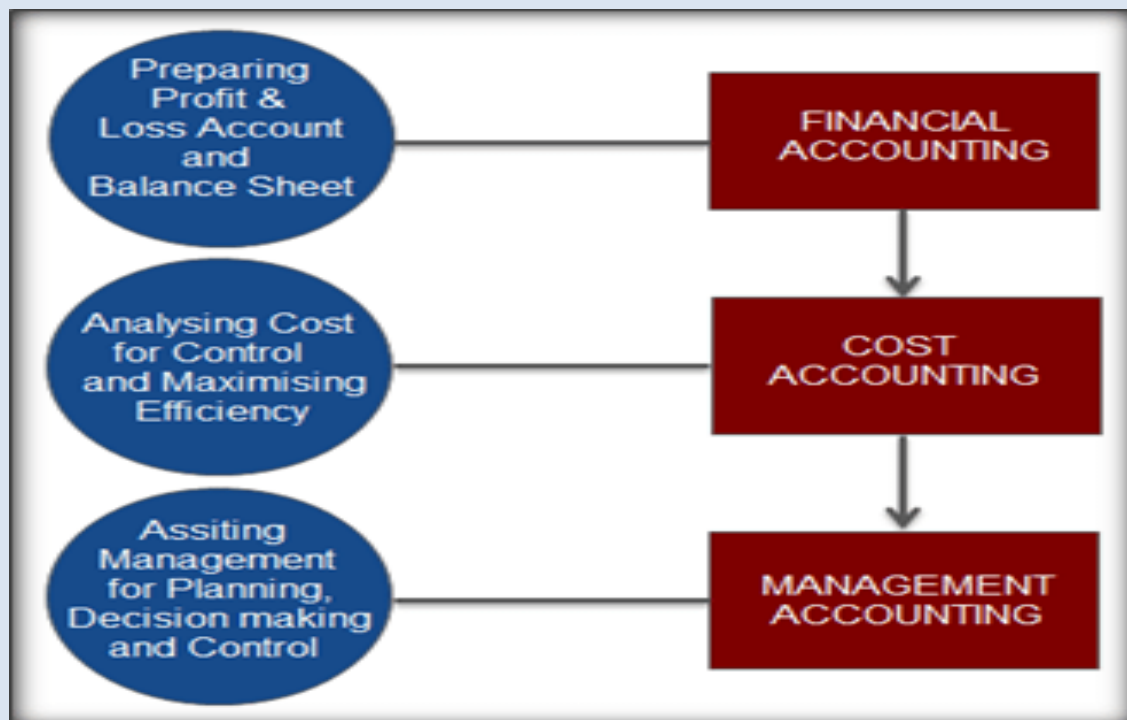 Preparing
Profit &
Loss Account
and
Balance Sheet
FINANCIAL
ACCOUNTING
Analysing Cost
for Control
and Maximising
Efficiency
COST
ACCOUNTING
Assiting
Management
for Planning,
Decision making
and Control
MANAGEMENT
ACCOUNTING